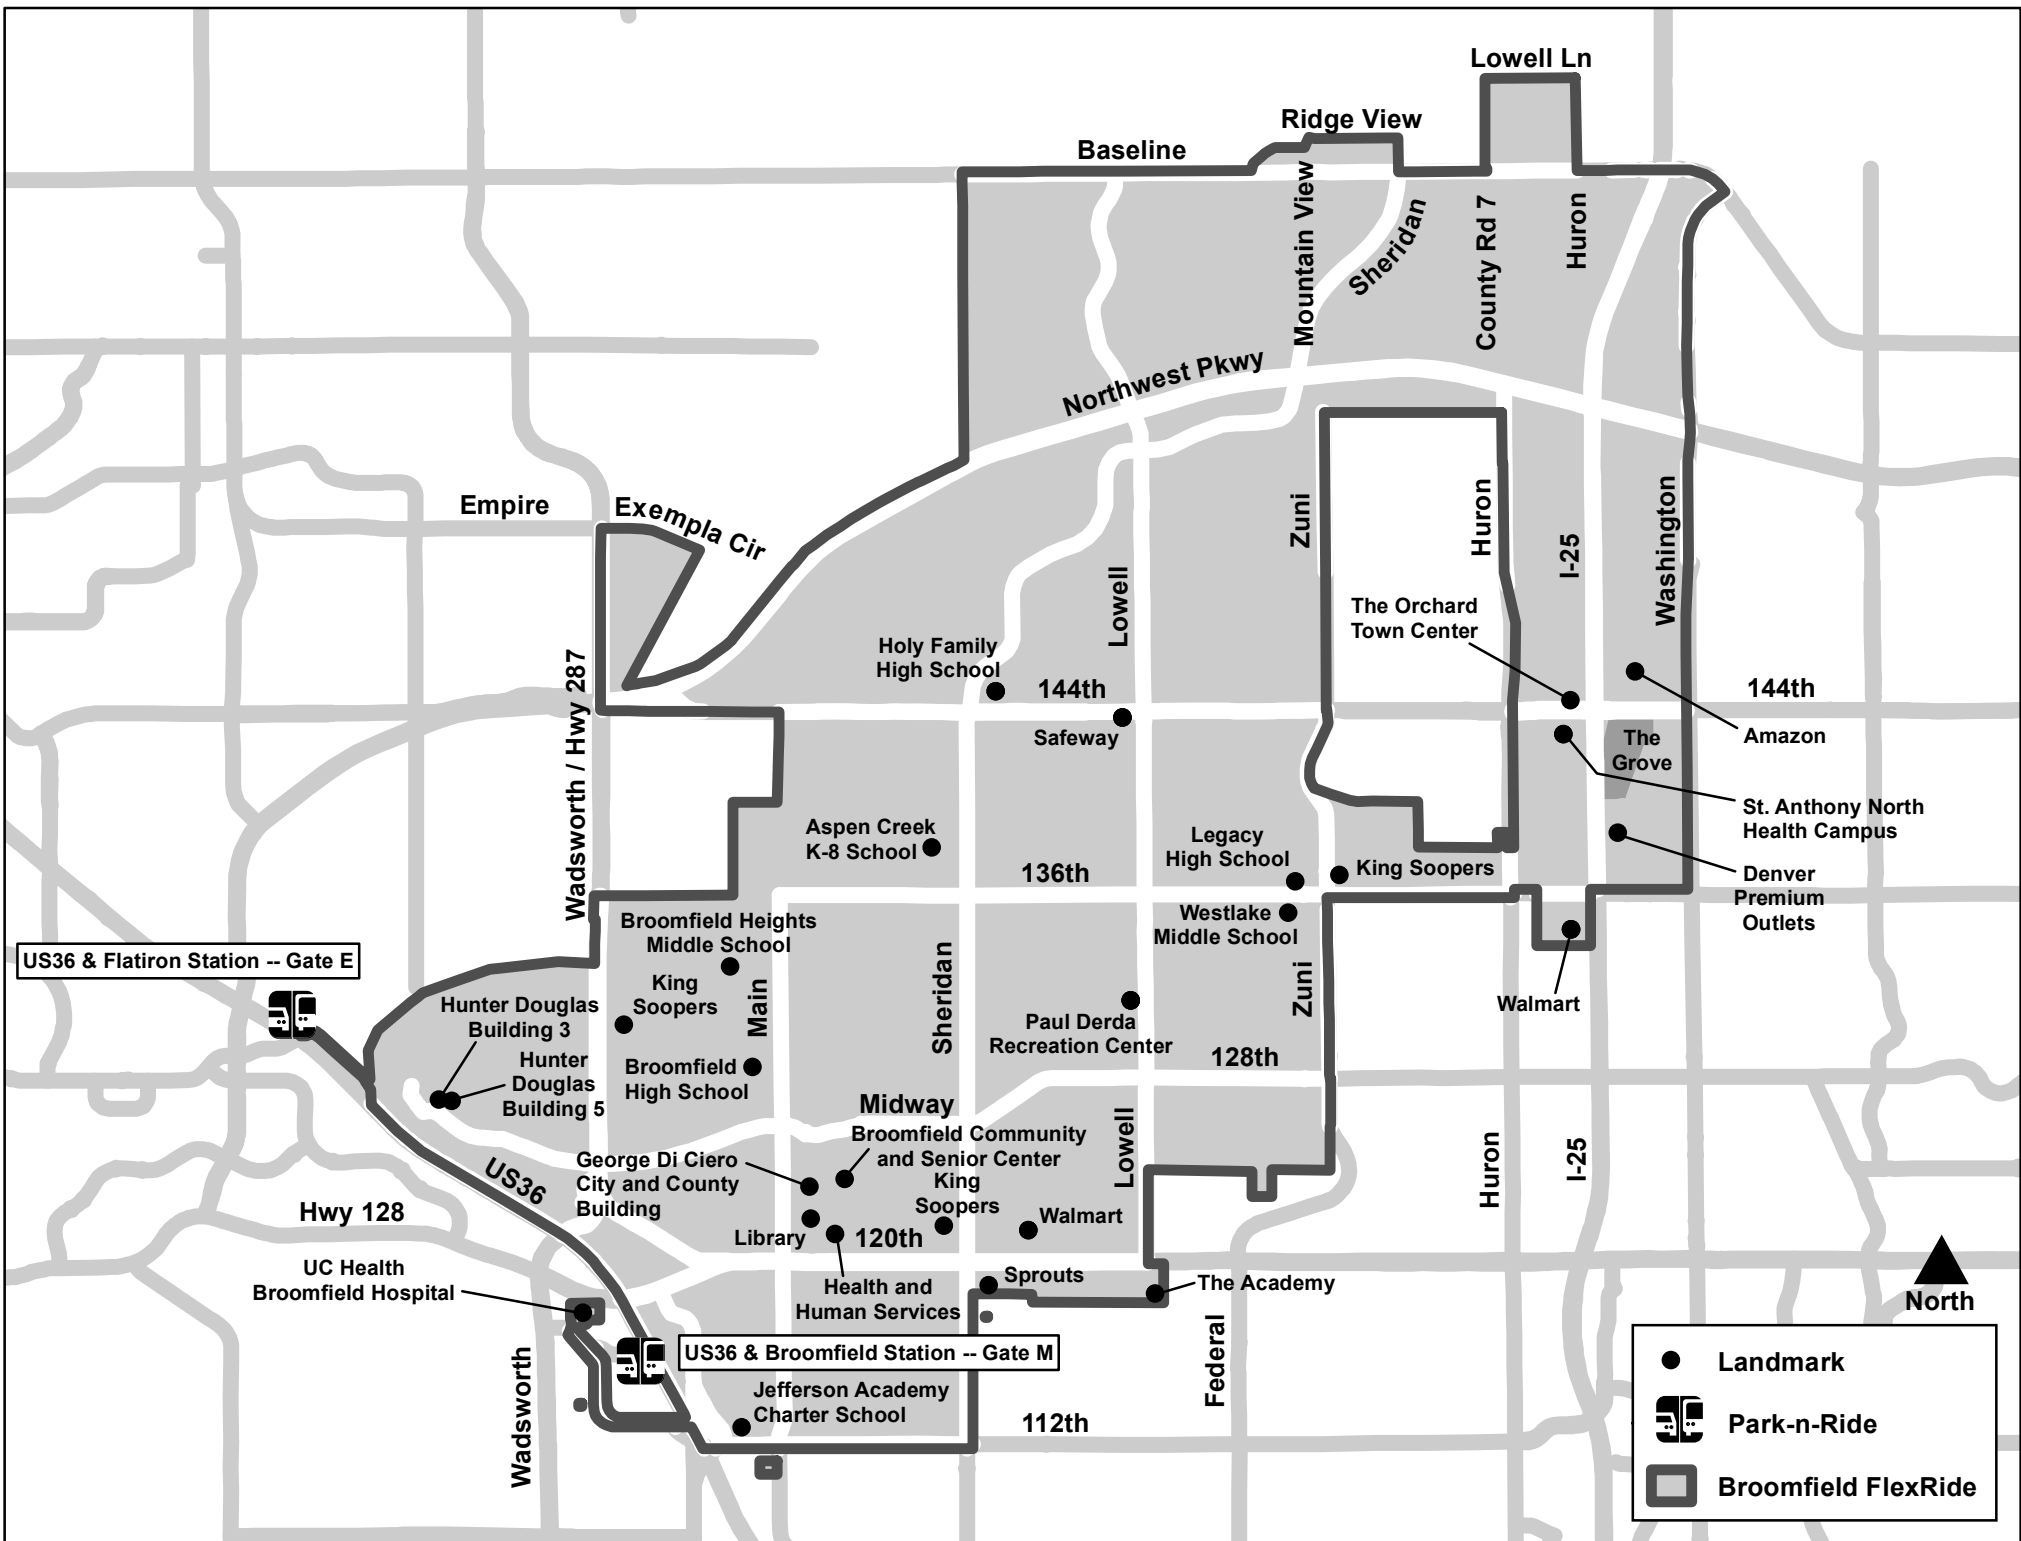 Lowell Ln
Ridge View
Baseline
Mountain View
Sheridan
County Rd 7
Huron
Northwest Pkwy
Empire
Exempla Cir
Zuni
Huron
I-25
Washington
Lowell
The Orchard
Town Center
Holy Family
High School
144th
144th
Wadsworth / Hwy 287
Safeway
The
Grove
Amazon
St. Anthony North
Health Campus
Aspen Creek
K-8 School
Legacy
High School
King Soopers
136th
Denver
Premium
Outlets
Broomfield Heights
Middle School
Westlake
Middle School
US36 & Flatiron Station -- Gate E
King
Soopers
Main
Sheridan
Zuni
Walmart
Hunter Douglas
Building 3
Paul Derda
Recreation Center
128th
Hunter
Douglas
Building 5
Broomfield
High School
Midway
Broomfield Community
and Senior Center
Lowell
Huron
I-25
US36
George Di Ciero
City and County
Building
King
Soopers
Hwy 128
Library
120th
Walmart
UC Health
Broomfield Hospital
Health and
Human Services
Sprouts
The Academy
North
US36 & Broomfield Station -- Gate M
Wadsworth
Federal
Jefferson Academy
Charter School
112th
Landmark
Park-n-Ride
Broomfield FlexRide